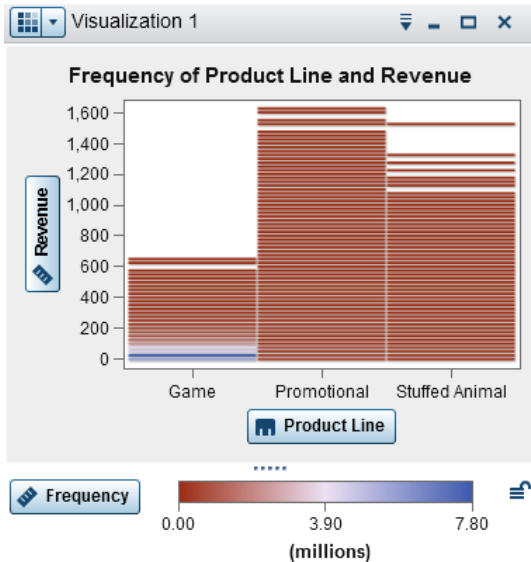 Visualization 1
Frequency of Product Line and Revenue
Revenue
1,600
1,400
1,200
1,000
800
600
400
200
0
Game Promotional Stuffed Animal
Product Line
Frequency
0.00 3.90 7.80
(millions)